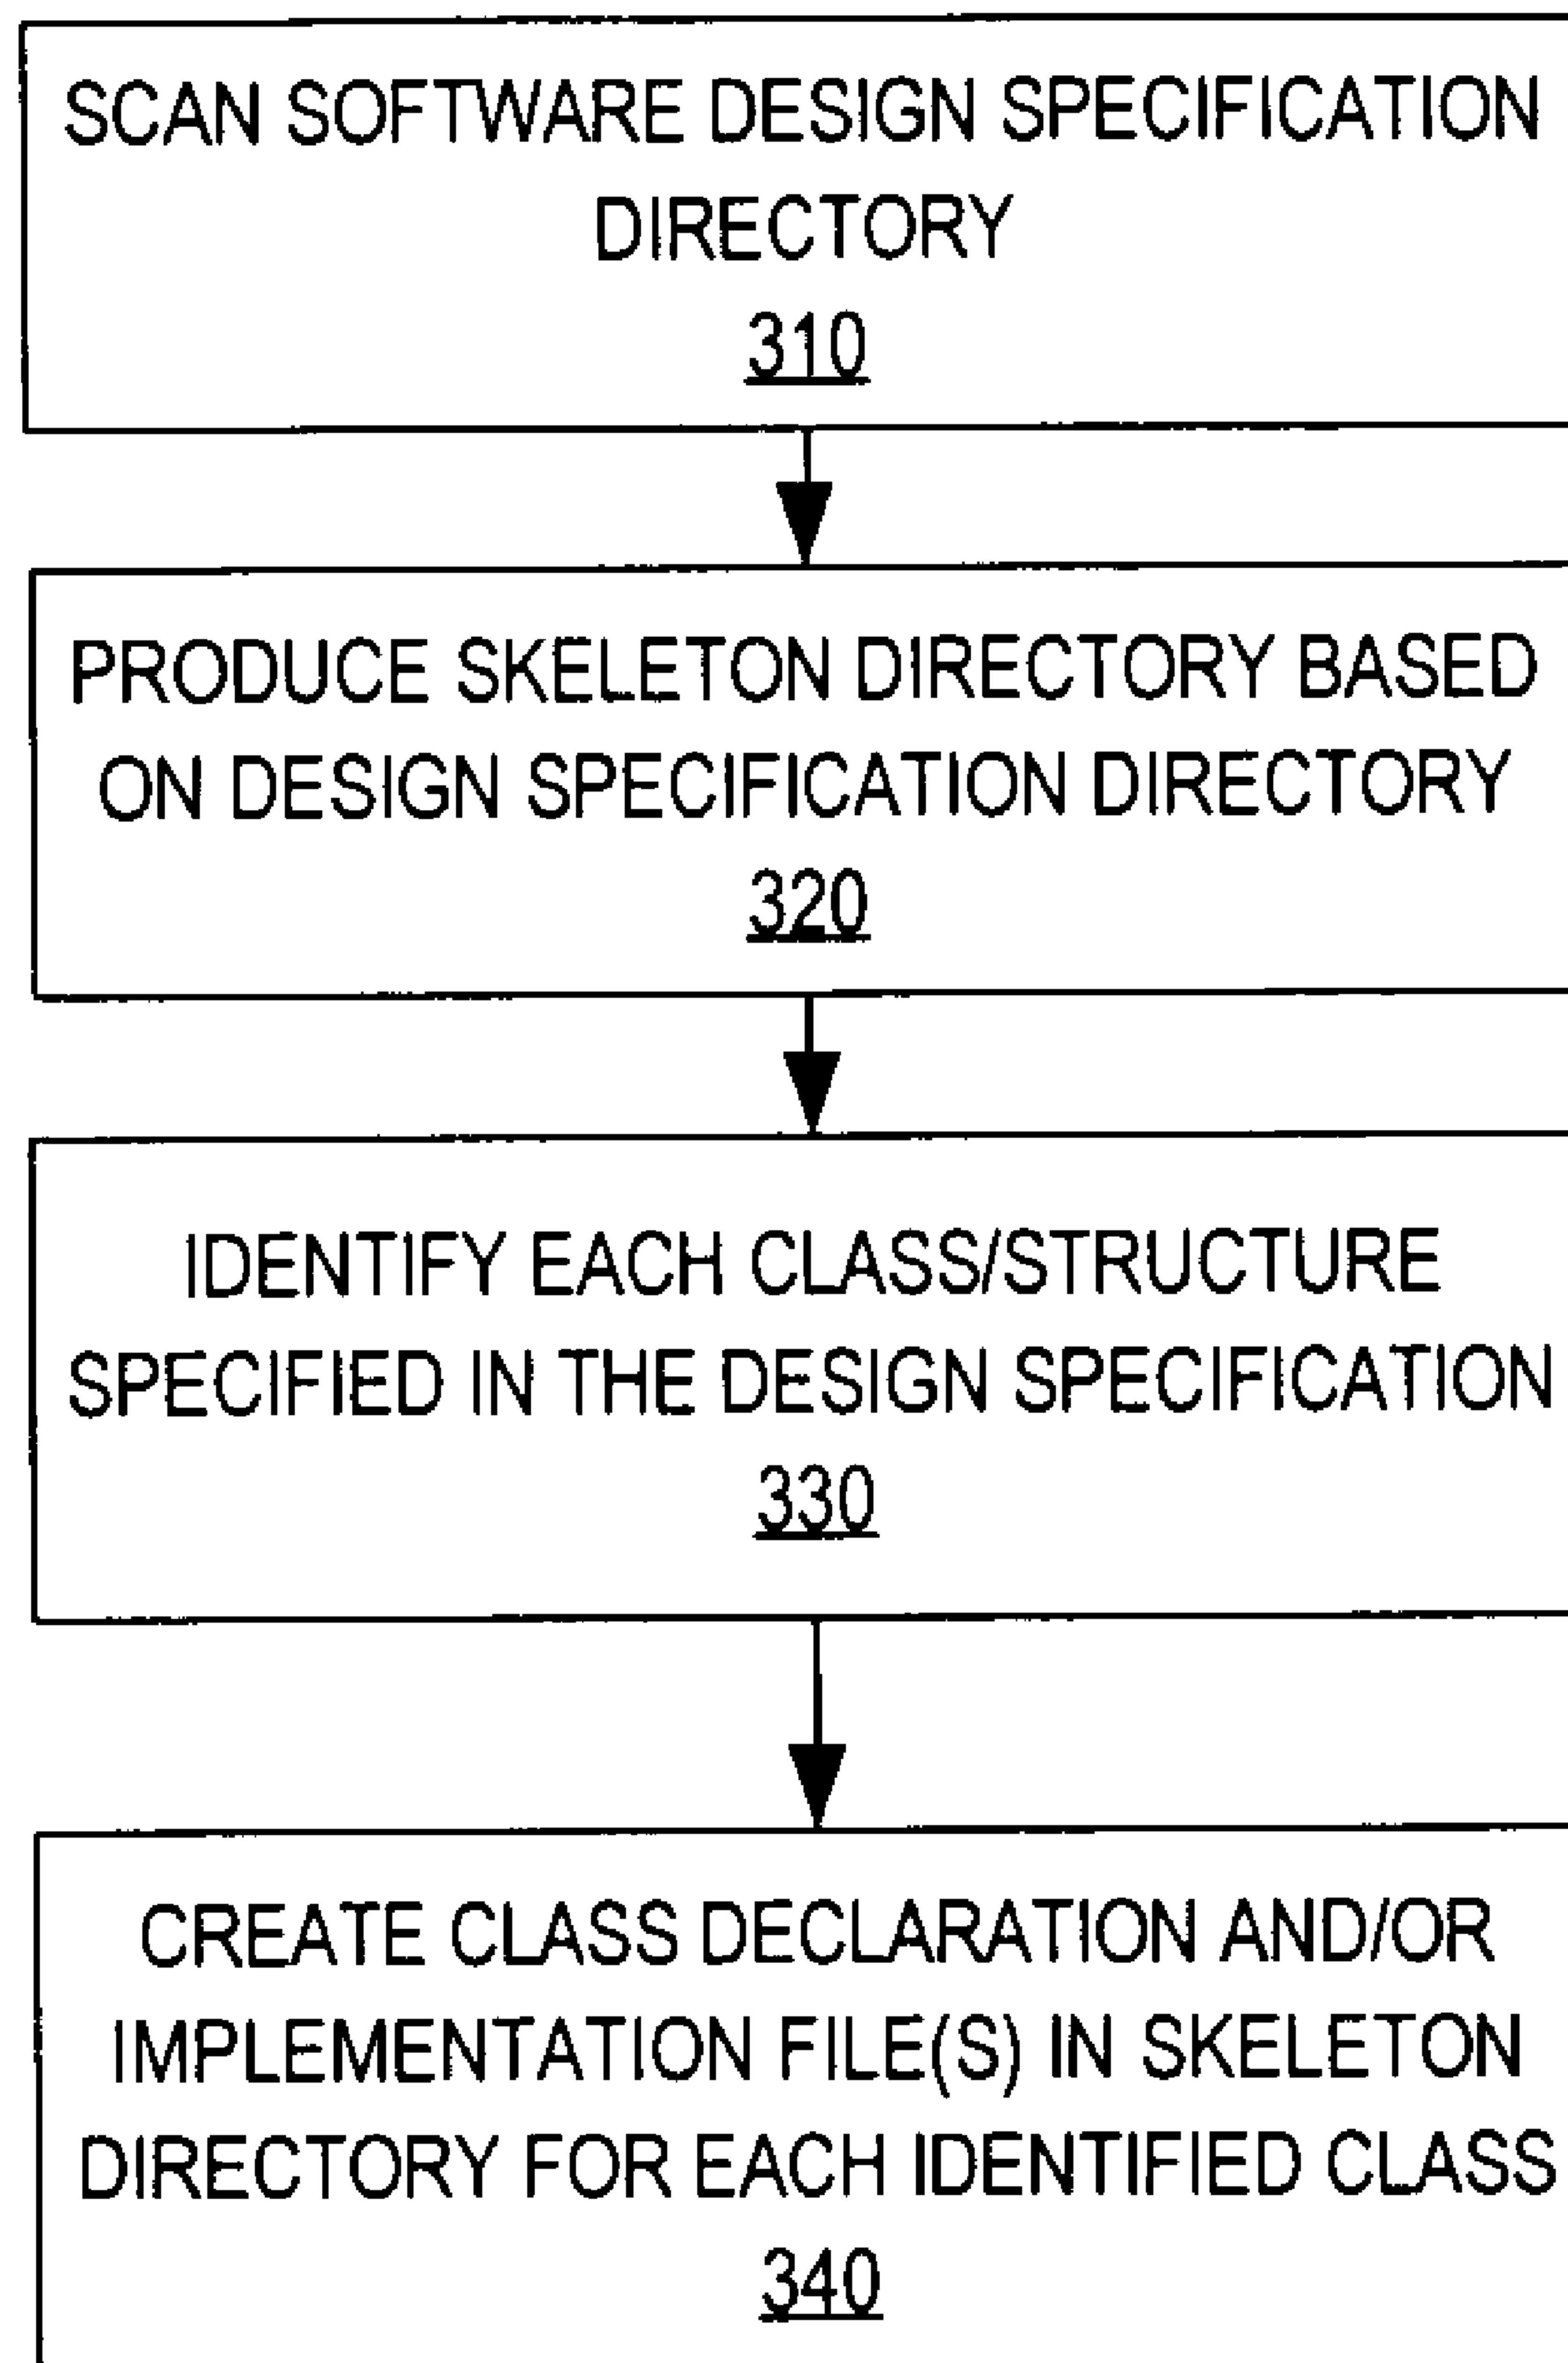 SCAN SOFTWARE DESIGN SPECIFICATION
DIRECTORY
310
PRODUCE SKELETON DIRECTORY BASED
ON DESIGN SPECIFICATION DIRECTORY
320
IDENTIFY EACH CLASS/STRUCTURE
SPECIFIED IN THE DESIGN SPECIFICATION
330
CREATE CLASS DECLARATION AND/OR
IMPLEMENTATION FILE(S) IN SKELETON
DIRECTORY FOR EACH IDENTIFIED CLASS
340